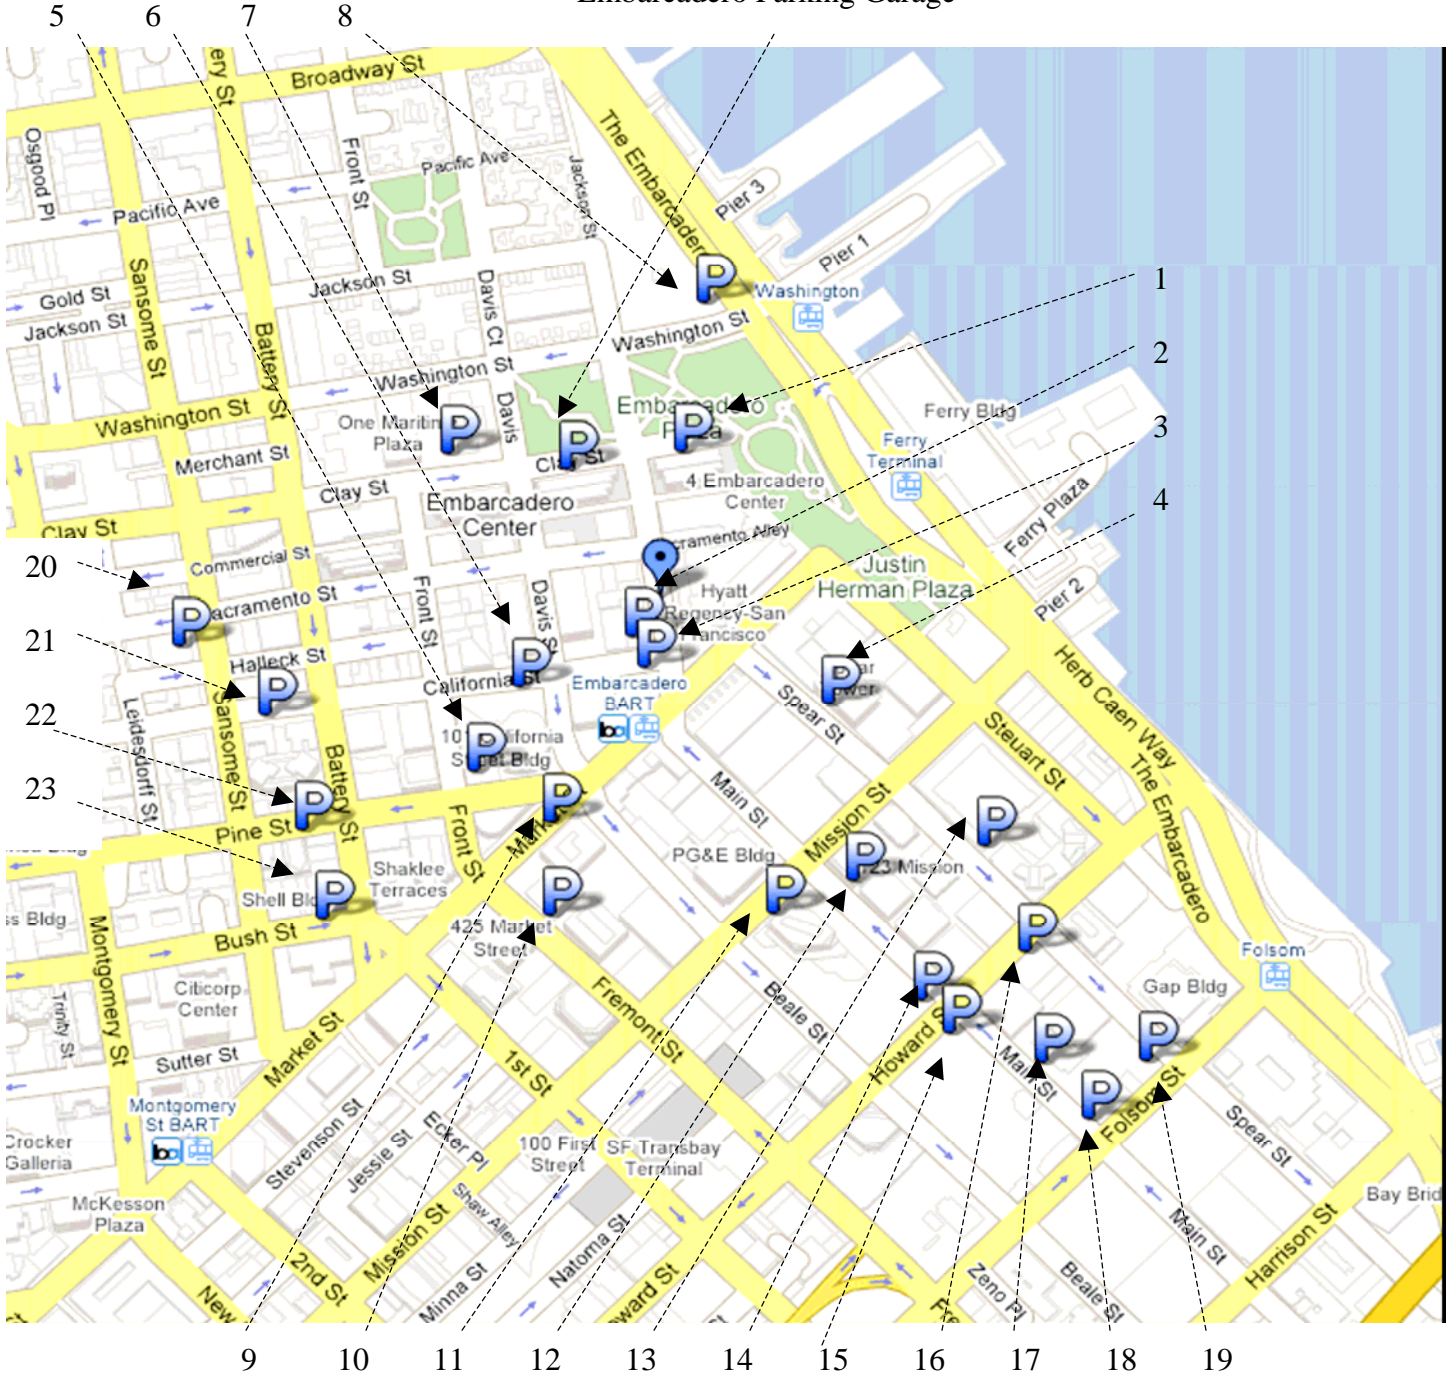 Embarcadero Parking Garage
5
6
7
8
Broadway St
Battery St
The Embarcadero
Osgood Pl
Front St
Pacific Ave
Jackson St
Pier 3
Pacific Ave
Pier 1
Sansome St
Gold St
Jackson St
Jackson St
Davis Ct
Washington
1
Battery St
Washington St
2
Washington St
Washington St
One Maritim
Plaza
Davis
Embarcadero
Plaza
Ferry Bldg
3
Merchant St
Clay St
Ferry
Terminal
Clay St
Embarcadero
Center
4 Embarcadero
Center
4
Clay St
Ferry Plaza
cramento Alley
20
Commercial St
Justin
Herman Plaza
Sacramento St
Front St
Davis St
Hyatt
Regency-San
Francisco
Pier 2
21
Halleck St
California St
Embarcadero
BART
Spear St
Herb Caen Way
22
Leidesdorff St
Sansome St
Battery St
Steuart St
The Embarcadero
23
Main St
Mission St
Pine St
Front St
Market
PG&E Bldg
123 Mission
Shaklee
Terraces
Shell Bld
425 Market
Street
ss Bldg
Bush St
Montgomery St
Folsom
Citicorp
Center
Gap Bldg
Trinity St
Fremont St
Beale St
Howard St
Main St
Sutter St
Market St
1st St
Folsom St
Spear St
Montgomery
St BART
Stevenson St
Jessie St
Ecker Pl
100 First
Street
SF Transbay
Terminal
Crocker
Galleria
Shaw Alley
McKesson
Plaza
Mission St
Main St
Bay Brid
2nd St
Minna St
Natoma St
Zeno Pl
Beale St
Harrison St
New
oward St
Fre
9
10
11
12
13
14
15
16
17
18
19